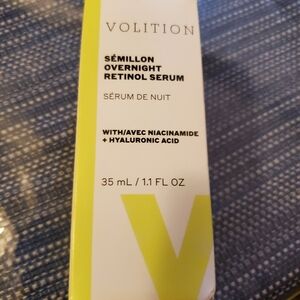 VOLITION
SÉMILLON
OVERNIGHT
RETINOL SERUM
SÉRUM DE NUIT
WITH/AVEC NIACINAMIDE
+ HYALURONIC ACID
35 mL / 1.1 FL OZ
V